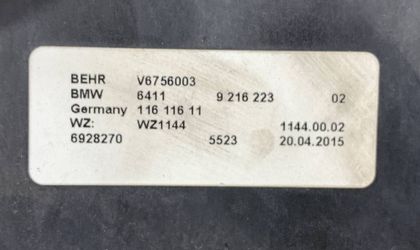 BEHR V6756003
BMW 6411 9 216 223 02
Germany 116 116 11
WZ: WZ1144 1144.00.02
6928270 5523 20.04.2015